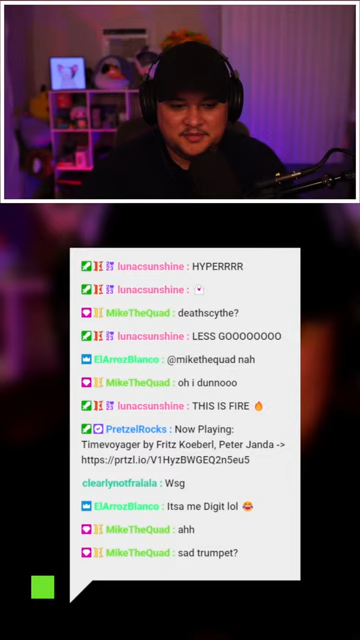 lunacsunshine : HYPERRRR
lunacsunshine :
MikeTheQuad : deathscythe?
lunacsunshine : LESS GOOOOOOOO
ElArrozBlanco : @mikethequad nah
MikeTheQuad : oh i dunnooo
lunacsunshine : THIS IS FIRE 🔥
PretzelRocks : Now Playing:
Timevoyager by Fritz Koeberl, Peter Janda ->
https://prtzl.io/V1HyzBWGEQ2n5eu5
clearlynotfralala : Wsg
ElArrozBlanco : Itsa me Digit lol 😂
MikeTheQuad : ahh
MikeTheQuad : sad trumpet?